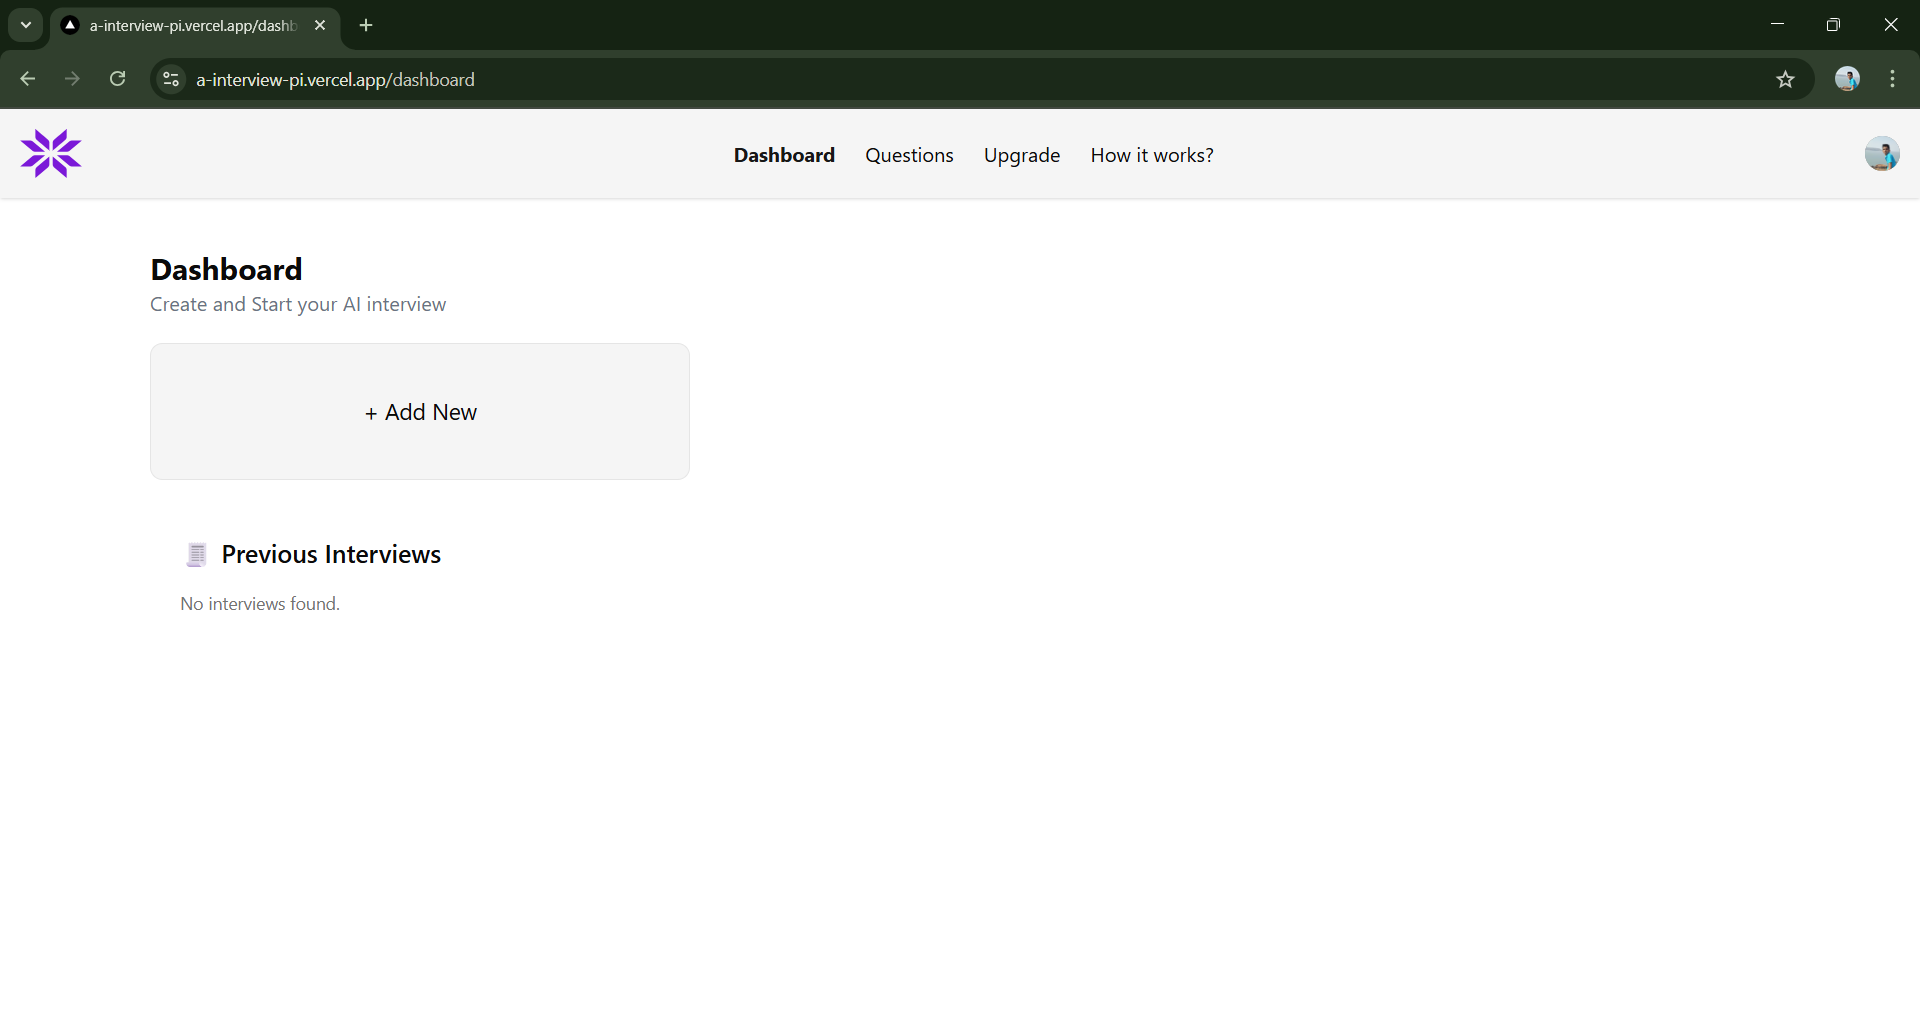 a-interview-pi.vercel.app/dashb
a-interview-pi.vercel.app/dashboard
Dashboard Questions Upgrade How it works?
Dashboard
Create and Start your AI interview
+ Add New
Previous Interviews
No interviews found.